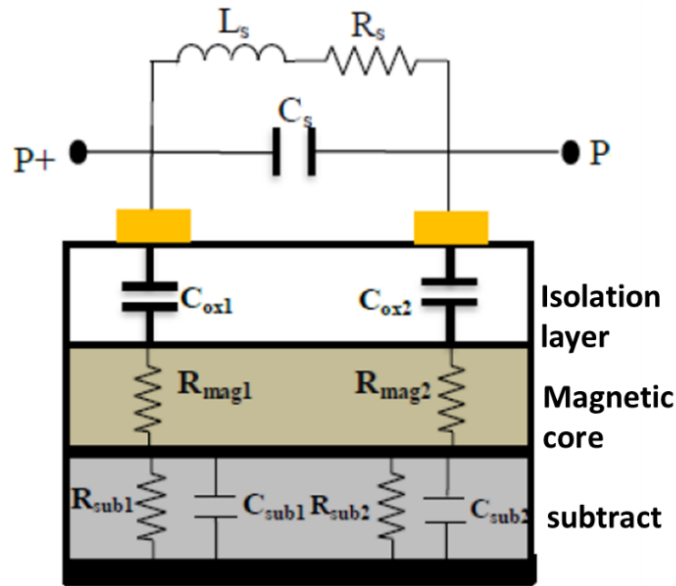 Ls
Rs
Cs
P+
P
Cox1
Cox2
Isolation
layer
Rmag1
Rmag2
Magnetic
core
Rsub1
Csub1
Rsub2
Csub2
subtract